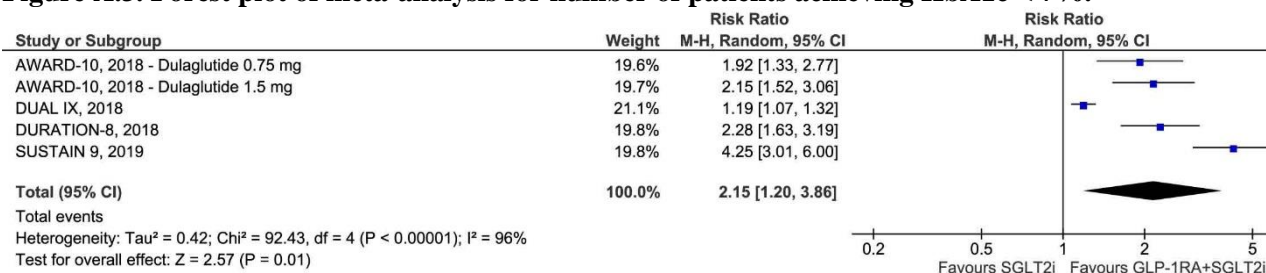 Risk Ratio Risk Ratio
Study or Subgroup Weight M-H, Random, 95% CI M-H, Random, 95% CI
AWARD-10, 2018 - Dulaglutide 0.75 mg 19.6% 1.92 [1.33, 2.77]
AWARD-10, 2018 - Dulaglutide 1.5 mg 19.7% 2.15 [1.52, 3.06]
DUAL IX, 2018 21.1% 1.19 [1.07, 1.32]
DURATION-8, 2018 19.8% 2.28 [1.63, 3.19]
SUSTAIN 9, 2019 19.8% 4.25 [3.01, 6.00]
Total (95% CI) 100.0% 2.15 [1.20, 3.86]
Total events
Heterogeneity: Tau² = 0.42; Chi² = 92.43, df = 4 (P < 0.00001); I² = 96%
Test for overall effect: Z = 2.57 (P = 0.01)
0.2 0.5 1 2 5
Favours SGLT2i Favours GLP-1RA+SGLT2i